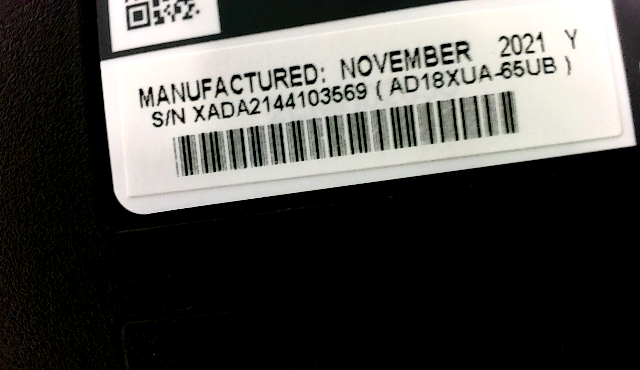 MANUFACTURED: NOVEMBER 2021 Y
S/N XADA2144103569 ( AD18XUA-65UB )